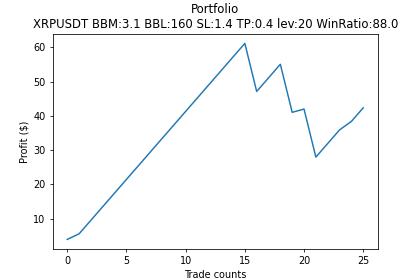 Portfolio
XRPUSDT BBM:3.1 BBL:160 SL:1.4 TP:0.4 lev:20 WinRatio:88.0
60
50
40
30
20
10
Profit ($)
0 5 10 15 20 25
Trade counts